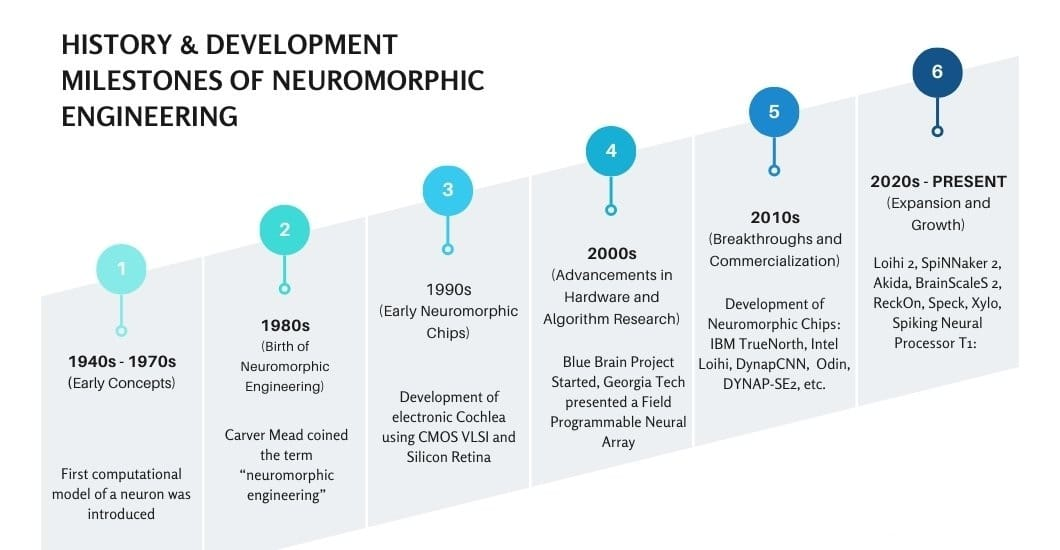 HISTORY & DEVELOPMENT
MILESTONES OF NEUROMORPHIC
ENGINEERING
1
1940s - 1970s
(Early Concepts)
First computational
model of a neuron was
introduced
2
1980s
(Birth of
Neuromorphic
Engineering)
Carver Mead coined
the term
“neuromorphic
engineering”
3
1990s
(Early Neuromorphic
Chips)
Development of
electronic Cochlea
using CMOS VLSI and
Silicon Retina
4
2000s
(Advancements in
Hardware and
Algorithm Research)
Blue Brain Project
Started, Georgia Tech
presented a Field
Programmable Neural
Array
5
2010s
(Breakthroughs and
Commercialization)
Development of
Neuromorphic Chips:
IBM TrueNorth, Intel
Loihi, DynapCNN, Odin,
DYNAP-SE2, etc.
6
2020s - PRESENT
(Expansion and
Growth)
Loihi 2, SpiNNaker 2,
Akida, BrainScaleS 2,
ReckOn, Speck, Xylo,
Spiking Neural
Processor T1: